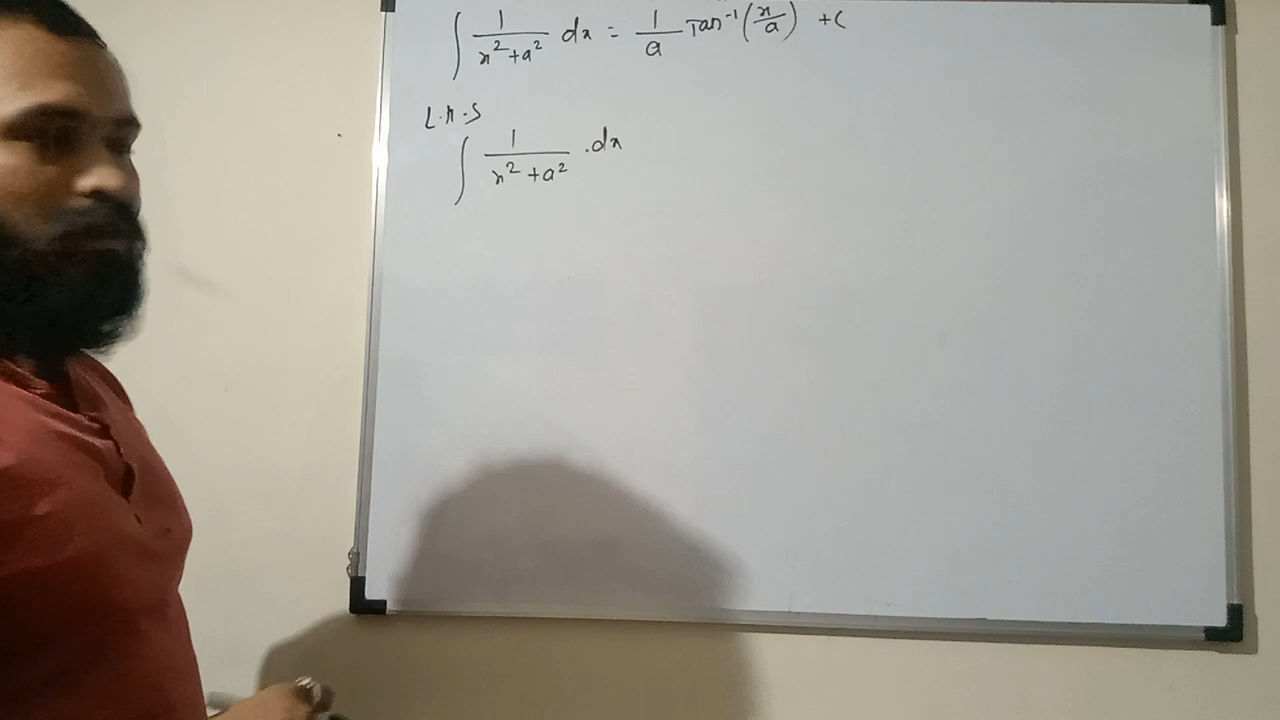 ∫ 1/(x²+a²) dx = 1/a Tan⁻¹(x/a) + C
L.H.S
∫ 1/(x²+a²) .dx